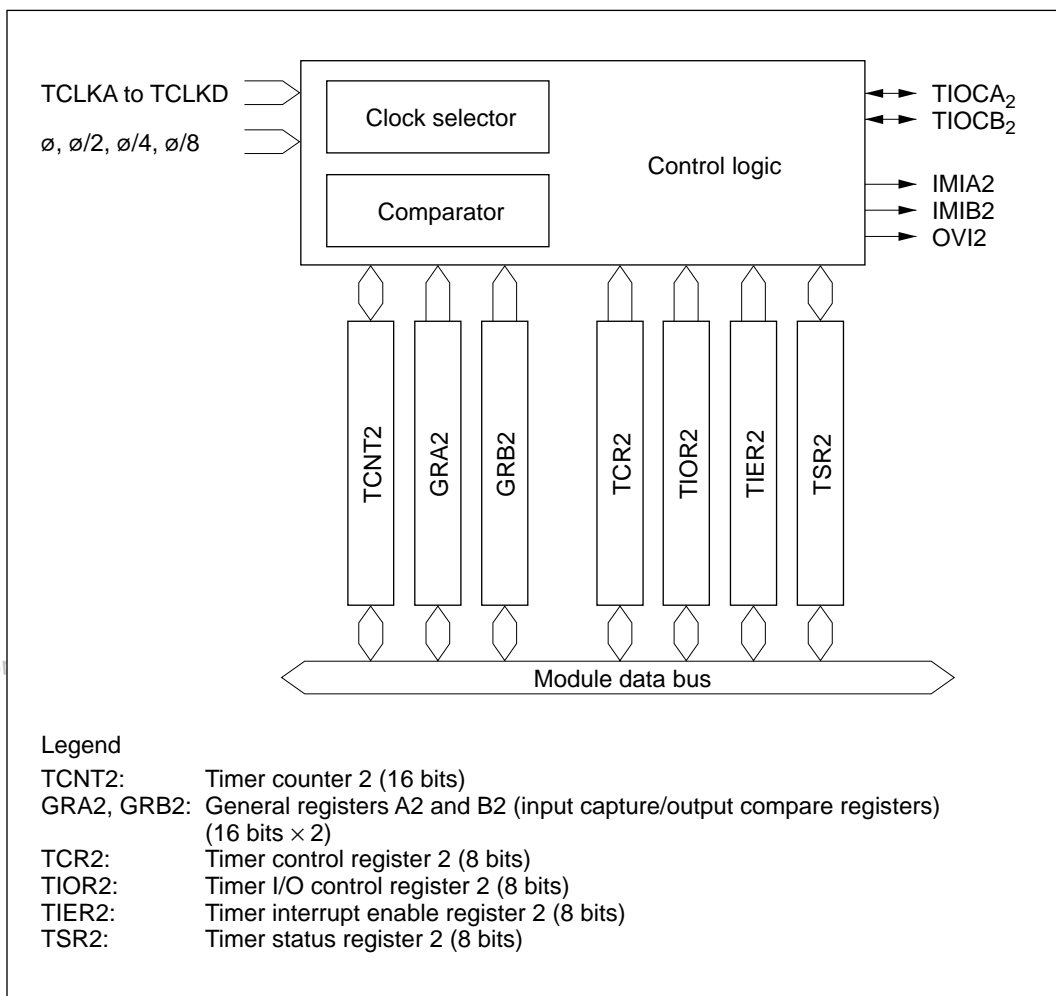 TCLKA to TCLKD
ø, ø/2, ø/4, ø/8
Clock selector
Comparator
Control logic
TIOCA₂
TIOCB₂
IMIA2
IMIB2
OVI2
TCNT2
GRA2
GRB2
TCR2
TIOR2
TIER2
TSR2
Module data bus
Legend
TCNT2: Timer counter 2 (16 bits)
GRA2, GRB2: General registers A2 and B2 (input capture/output compare registers)
(16 bits × 2)
TCR2: Timer control register 2 (8 bits)
TIOR2: Timer I/O control register 2 (8 bits)
TIER2: Timer interrupt enable register 2 (8 bits)
TSR2: Timer status register 2 (8 bits)